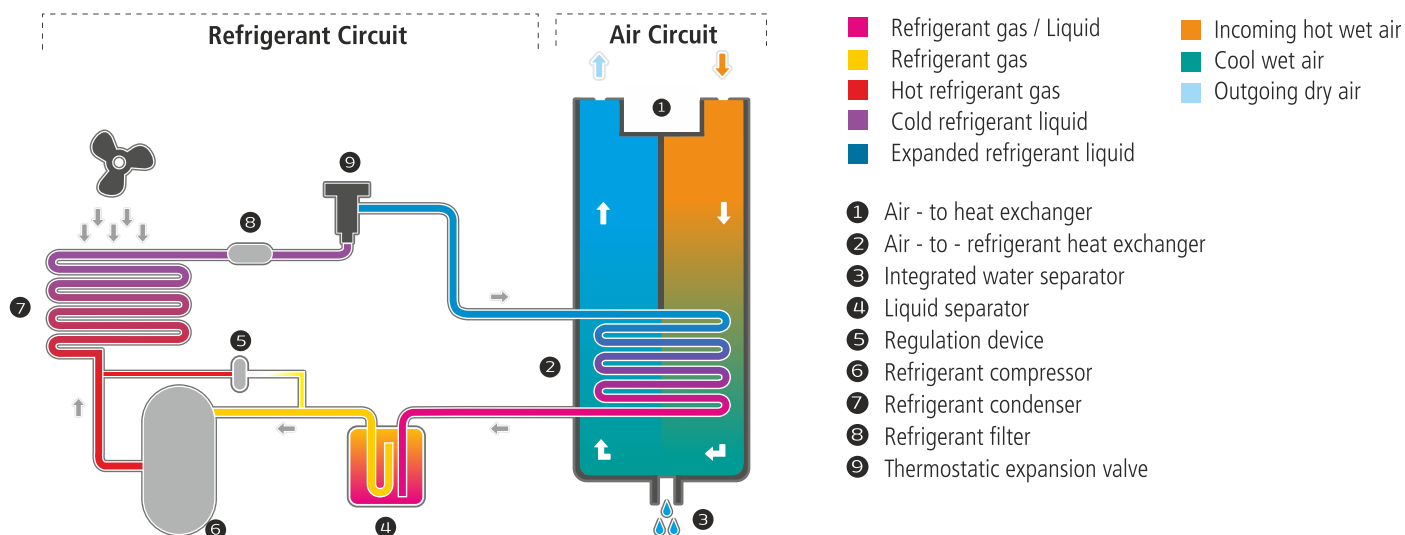 Refrigerant Circuit
Air Circuit
1
9
8
7
5
2
6
4
3
Refrigerant gas / Liquid
Refrigerant gas
Hot refrigerant gas
Cold refrigerant liquid
Expanded refrigerant liquid
Incoming hot wet air
Cool wet air
Outgoing dry air
1 Air - to heat exchanger
2 Air - to - refrigerant heat exchanger
3 Integrated water separator
4 Liquid separator
5 Regulation device
6 Refrigerant compressor
7 Refrigerant condenser
8 Refrigerant filter
9 Thermostatic expansion valve